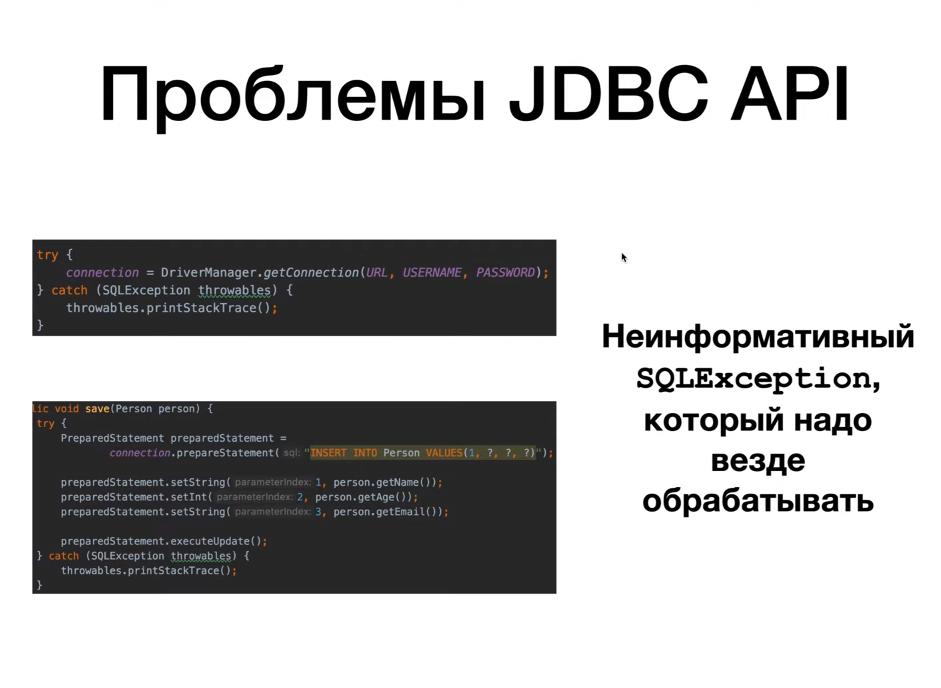 Проблемы JDBC API
try {
connection = DriverManager.getConnection(URL, USERNAME, PASSWORD);
} catch (SQLException throwables) {
throwables.printStackTrace();
}
lic void save(Person person) {
try {
PreparedStatement preparedStatement =
connection.prepareStatement( sql: "INSERT INTO Person VALUES(1, ?, ?, ?)");
preparedStatement.setString( parameterIndex: 1, person.getName());
preparedStatement.setInt( parameterIndex: 2, person.getAge());
preparedStatement.setString( parameterIndex: 3, person.getEmail());
preparedStatement.executeUpdate();
} catch (SQLException throwables) {
throwables.printStackTrace();
}
Неинформативный
SQLException,
который надо
везде
обрабатывать